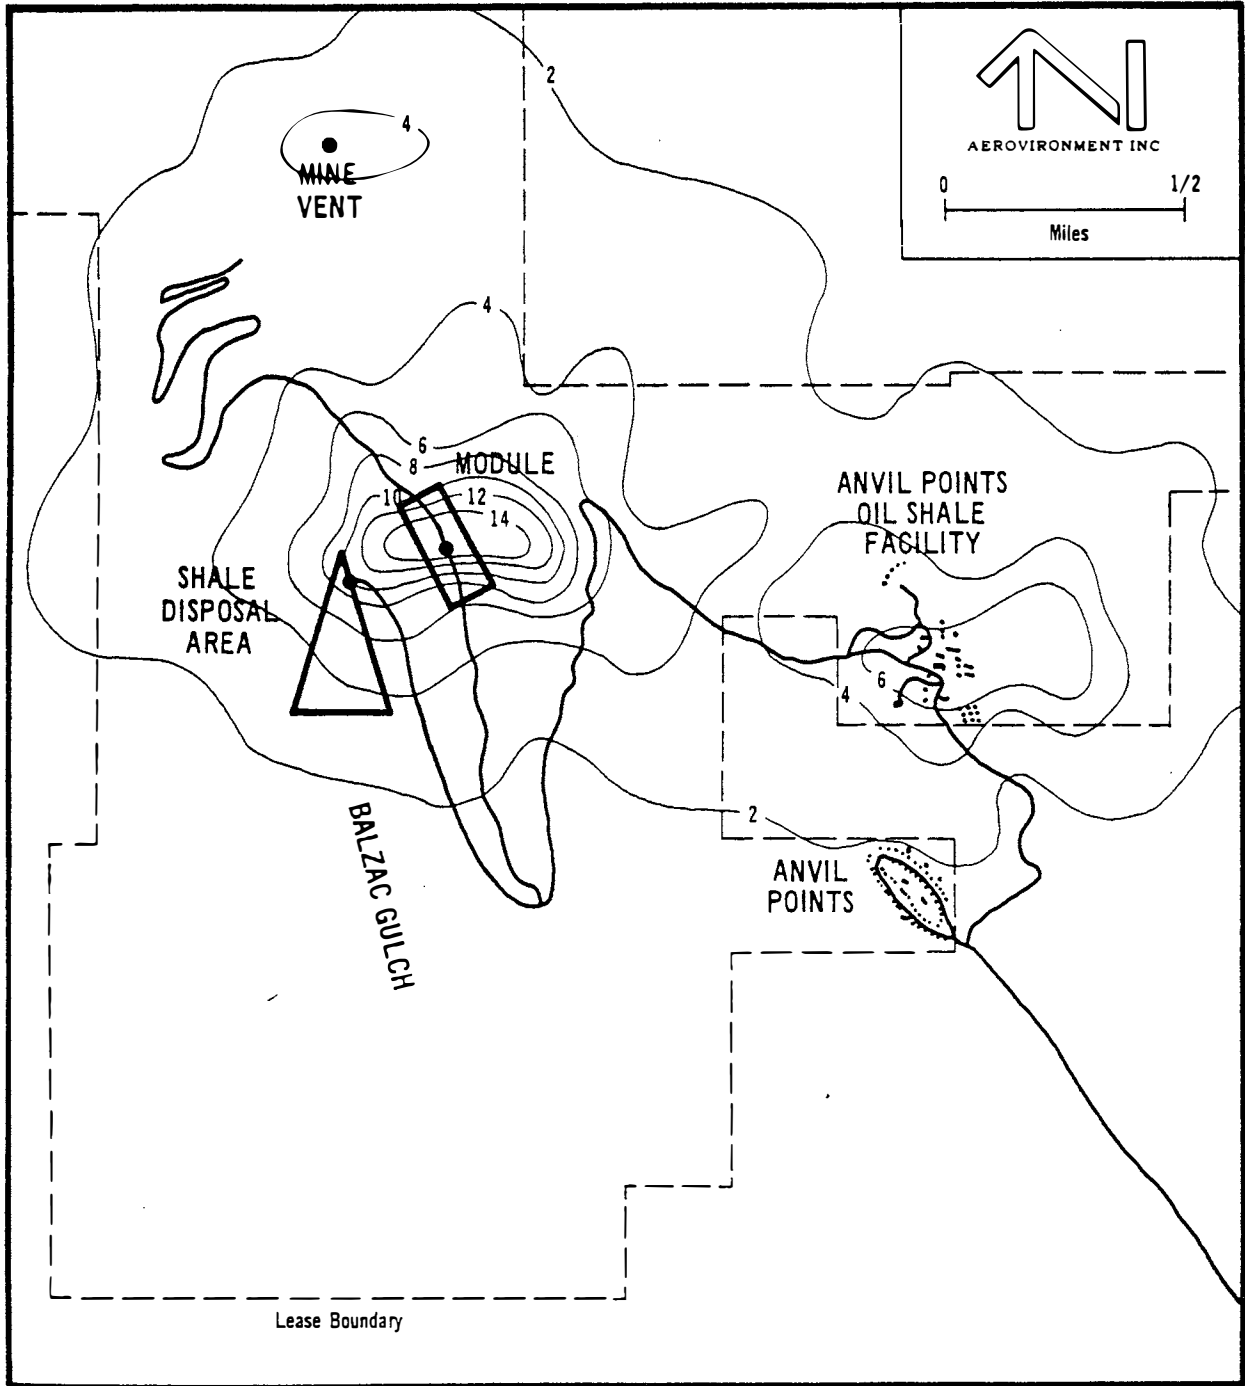 2
4
MINE
VENT
AEROVIRONMENT INC
0 1/2
Miles
4
6
8
MODULE
10
12
14
ANVIL POINTS
OIL SHALE
FACILITY
SHALE
DISPOSAL
AREA
6
4
2
BALZAC GULCH
ANVIL
POINTS
Lease Boundary